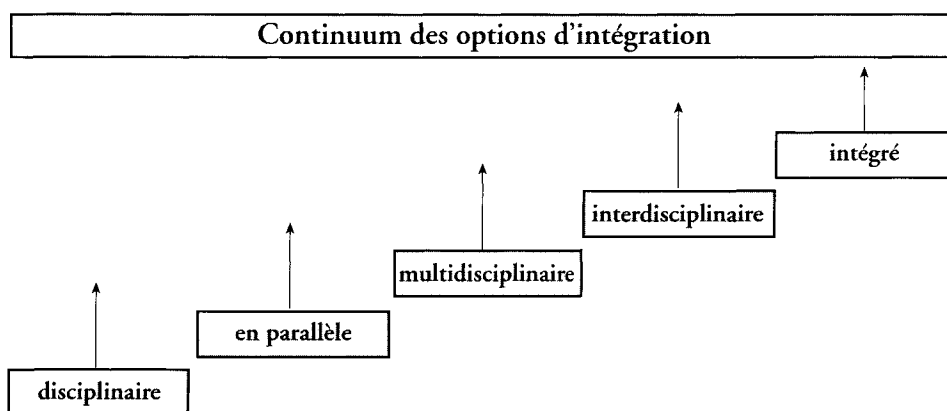 Continuum des options d'intégration
intégré
interdisciplinaire
multidisciplinaire
en parallèle
disciplinaire